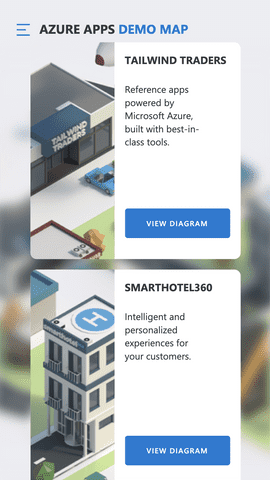 AZURE APPS DEMO MAP
TAILWIND TRADERS
TAILWIND
TRADERS
Reference apps
powered by
Microsoft Azure,
built with best-in-
class tools.
VIEW DIAGRAM
SMARTHOTEL360
H
Smarthotel
Intelligent and
personalized
experiences for
your customers.
VIEW DIAGRAM